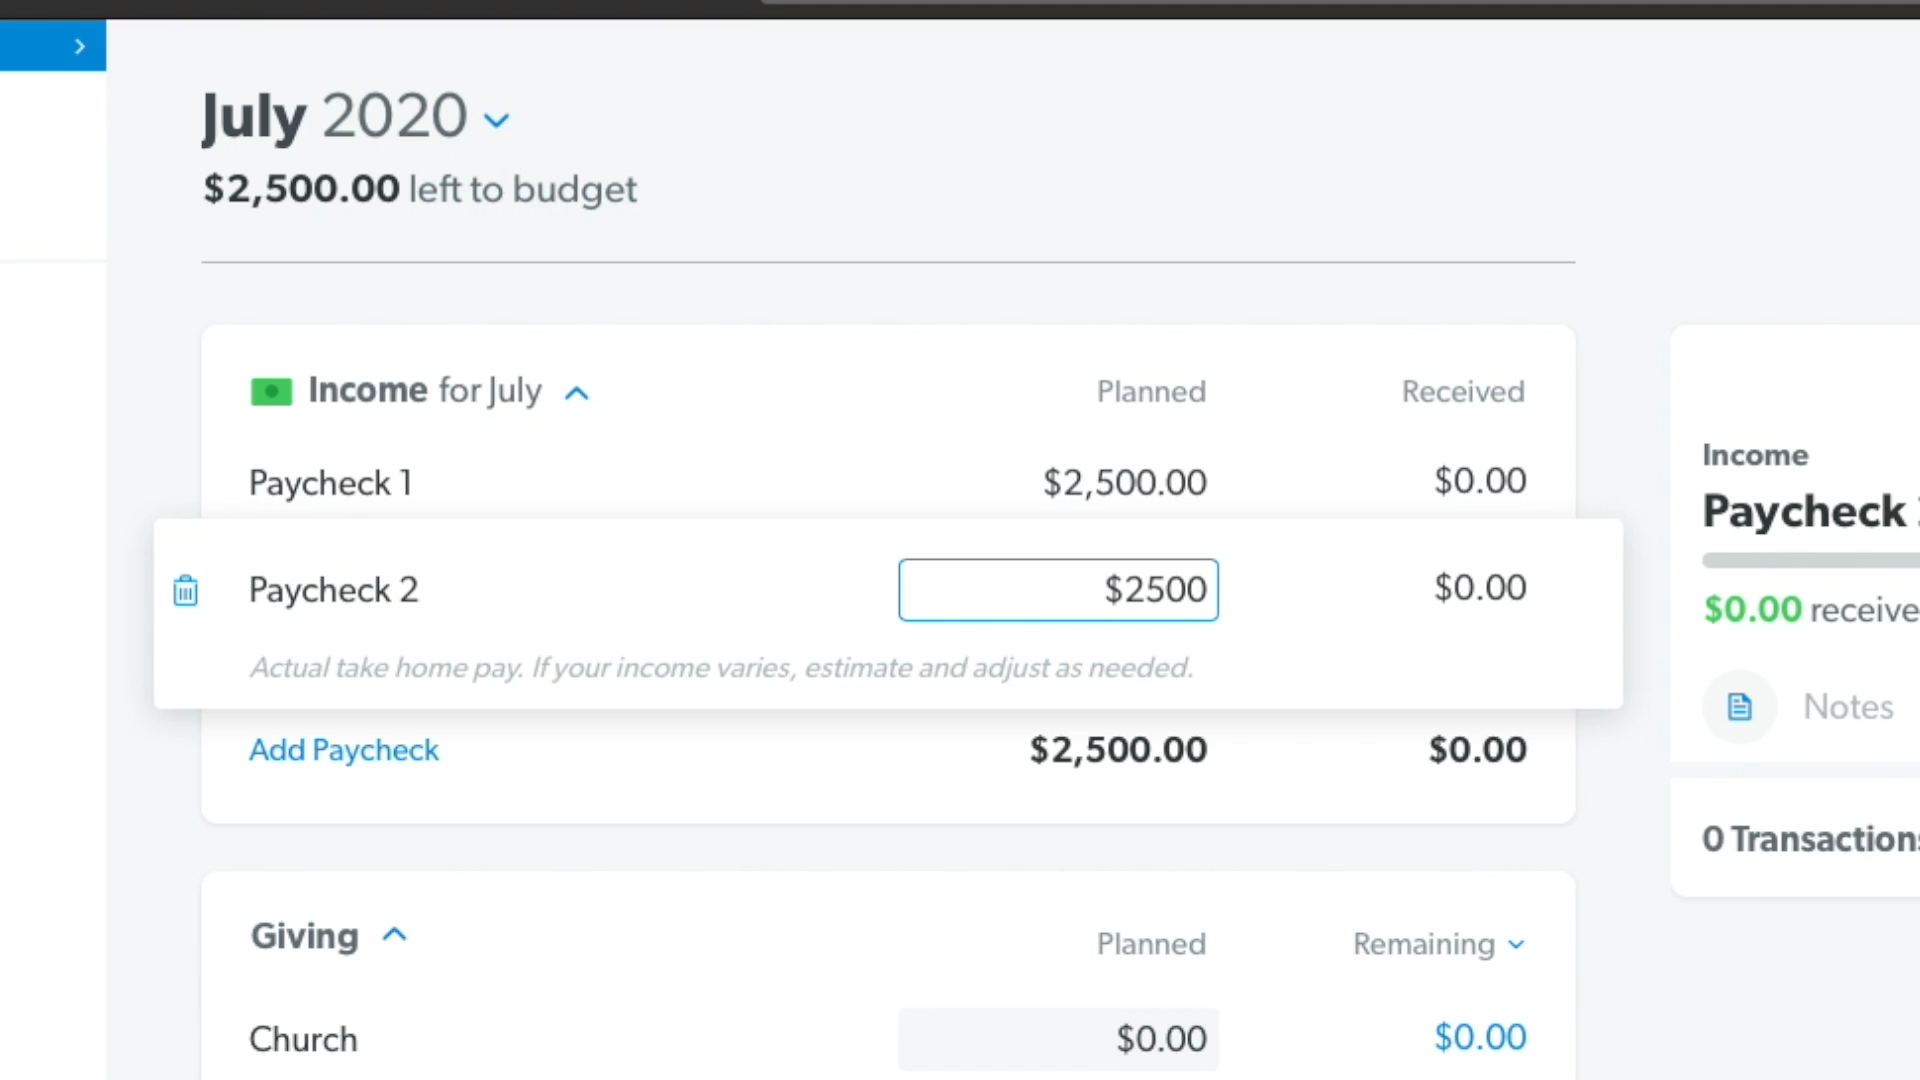 July 2020
$2,500.00 left to budget
Income for July Planned Received
Paycheck 1 $2,500.00 $0.00
Paycheck 2 $2500 $0.00
Actual take home pay. If your income varies, estimate and adjust as needed.
Add Paycheck $2,500.00 $0.00
Giving Planned Remaining
Church $0.00 $0.00
Income
Paycheck
$0.00 receive
Notes
0 Transactions